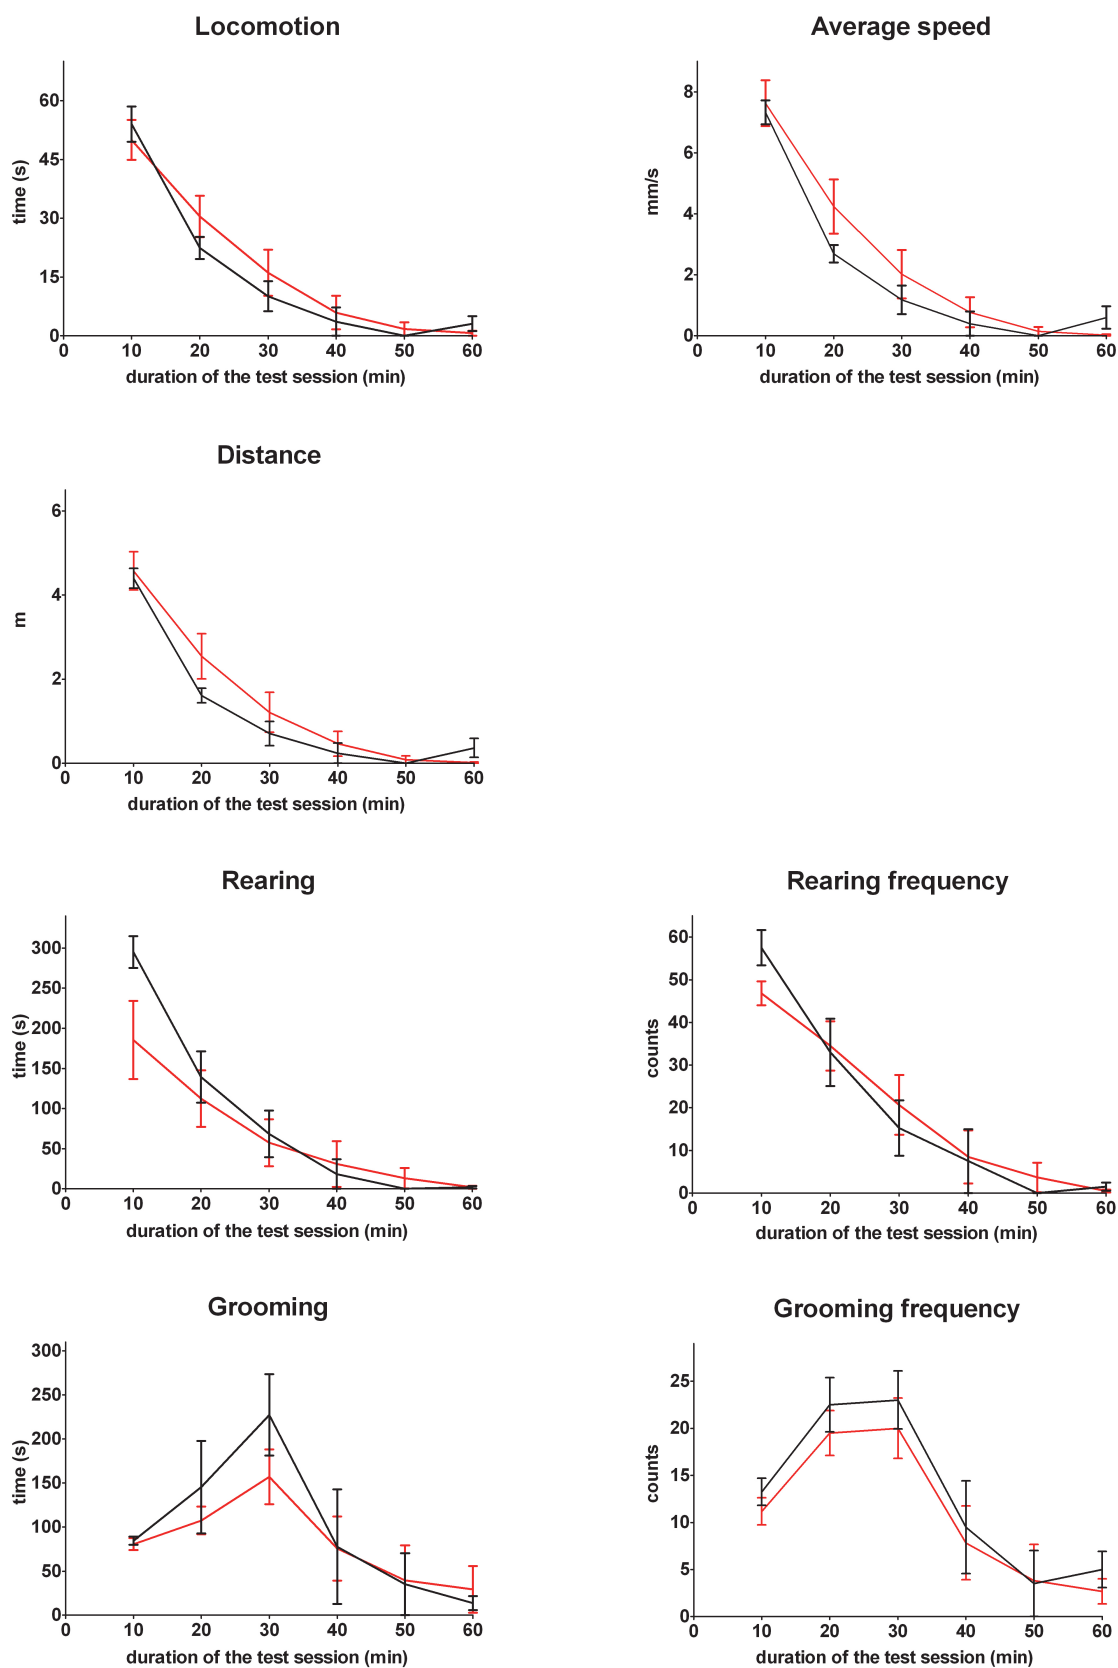 Locomotion
Average speed
60
45
30
15
0
time (s)
0 10 20 30 40 50 60
duration of the test session (min)
8
6
4
2
0
mm/s
0 10 20 30 40 50 60
duration of the test session (min)
Distance
6
4
2
0
m
0 10 20 30 40 50 60
duration of the test session (min)
Rearing
Rearing frequency
300
250
200
150
100
50
0
time (s)
0 10 20 30 40 50 60
duration of the test session (min)
60
50
40
30
20
10
0
counts
0 10 20 30 40 50 60
duration of the test session (min)
Grooming
Grooming frequency
300
250
200
150
100
50
0
time (s)
0 10 20 30 40 50 60
duration of the test session (min)
25
20
15
10
5
0
counts
0 10 20 30 40 50 60
duration of the test session (min)